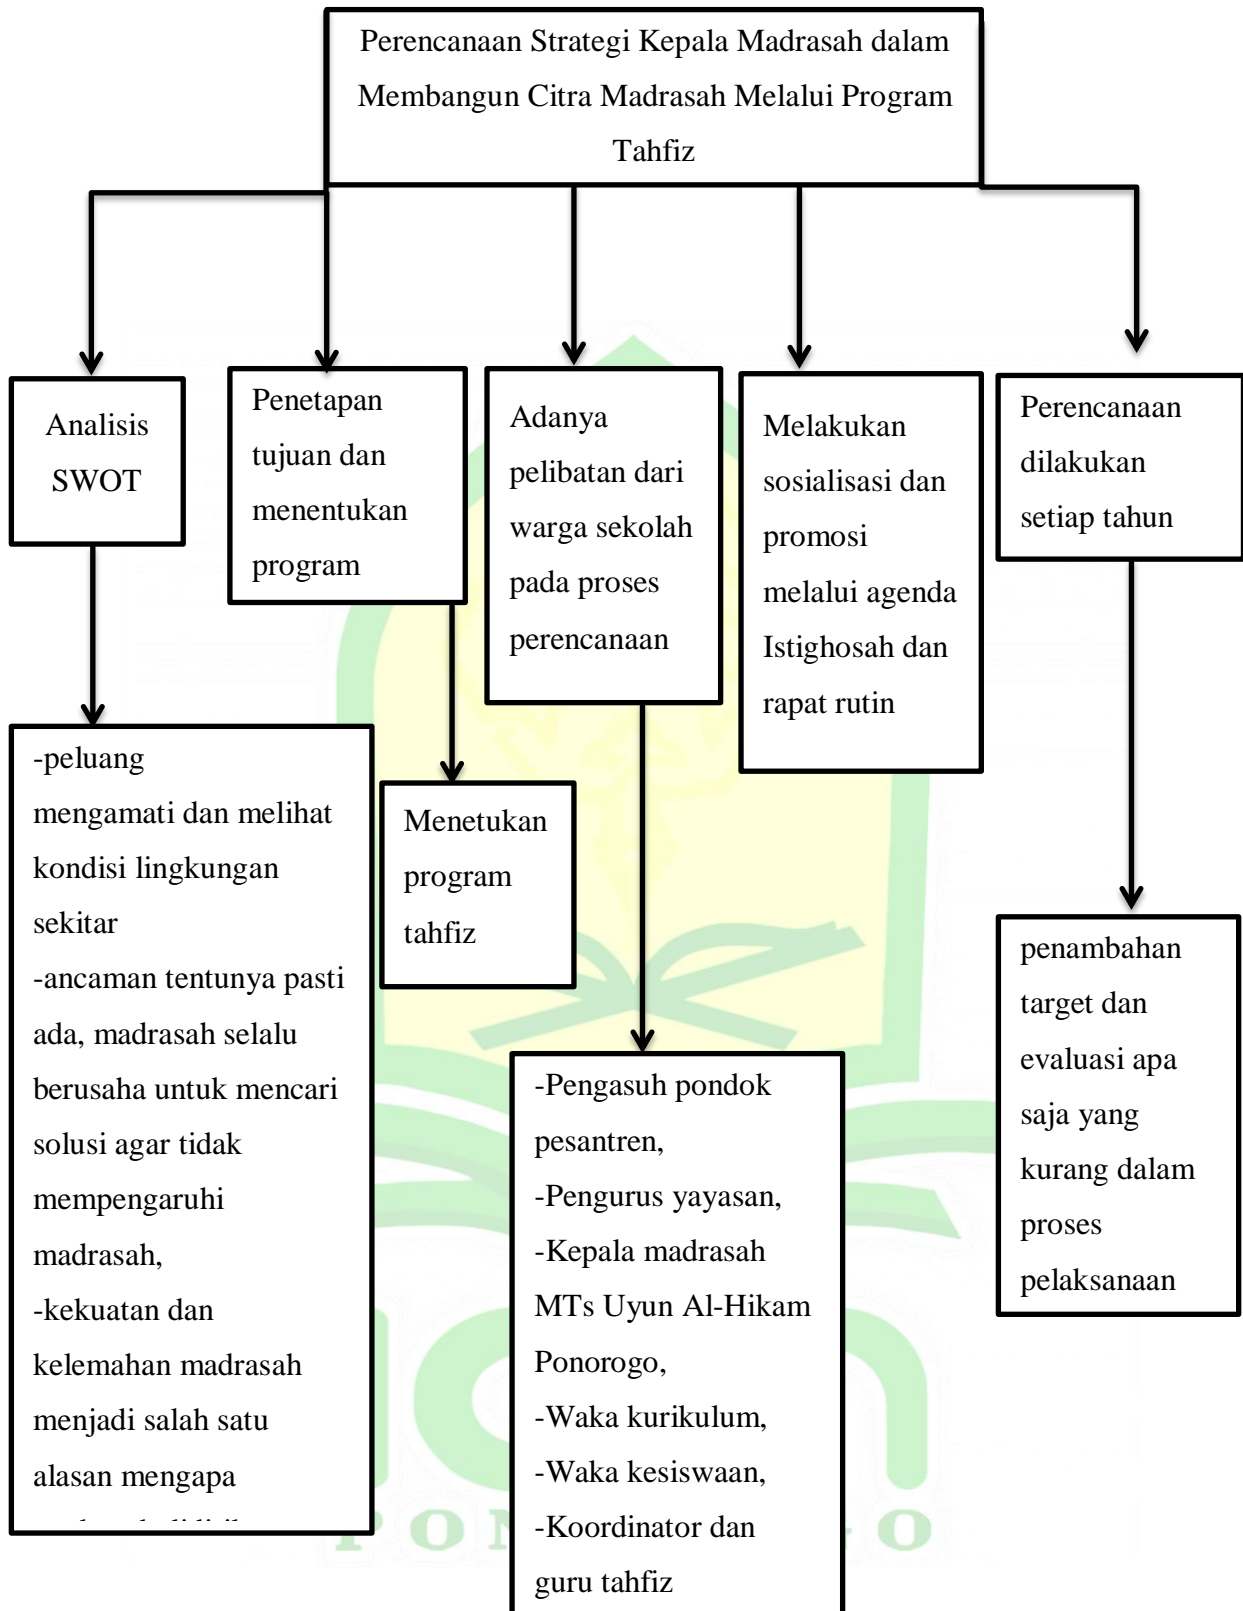 Perencanaan Strategi Kepala Madrasah dalam
Membangun Citra Madrasah Melalui Program
Tahfiz
Analisis
SWOT
Penetapan
tujuan dan
menentukan
program
Adanya
pelibatan dari
warga sekolah
pada proses
perencanaan
Melakukan
sosialisasi dan
promosi
melalui agenda
Istighosah dan
rapat rutin
Perencanaan
dilakukan
setiap tahun
-peluang
mengamati dan melihat
kondisi lingkungan
sekitar
-ancaman tentunya pasti
ada, madrasah selalu
berusaha untuk mencari
solusi agar tidak
mempengaruhi
madrasah,
-kekuatan dan
kelemahan madrasah
menjadi salah satu
alasan mengapa
Menetukan
program
tahfiz
-Pengasuh pondok
pesantren,
-Pengurus yayasan,
-Kepala madrasah
MTs Uyun Al-Hikam
Ponorogo,
-Waka kurikulum,
-Waka kesiswaan,
-Koordinator dan
guru tahfiz
penambahan
target dan
evaluasi apa
saja yang
kurang dalam
proses
pelaksanaan